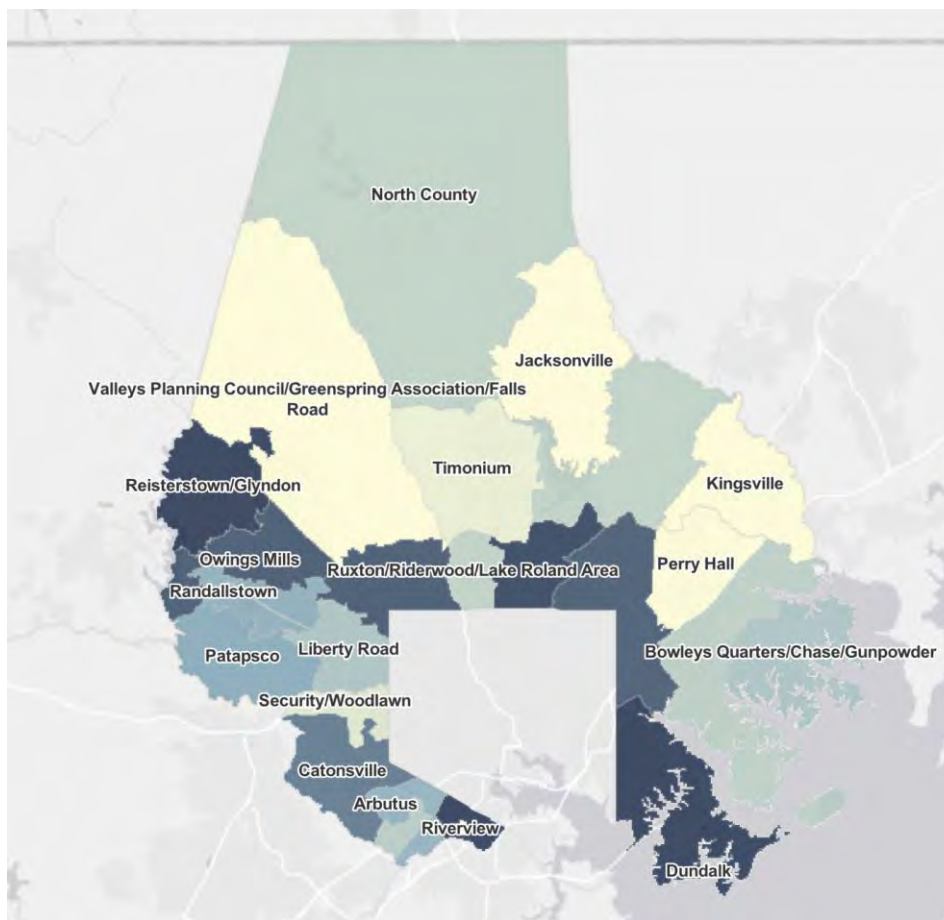 North County
Jacksonville
Valleys Planning Council/Greenspring Association/Falls
Road
Timonium
Kingsville
Reisterstown/Glyndon
Owings Mills
Ruxton/Riderwood/Lake Roland Area
Perry Hall
Randallstown
Liberty Road
Patapsco
Bowleys Quarters/Chase/Gunpowder
Security/Woodlawn
Catonsville
Arbutus
Riverview
Dundalk